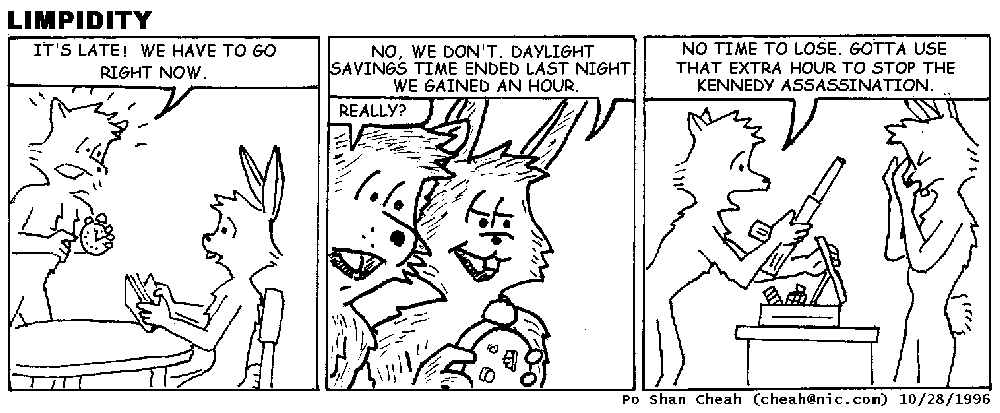 LIMPIDITY
IT'S LATE! WE HAVE TO GO
RIGHT NOW.
NO, WE DON'T. DAYLIGHT
SAVINGS TIME ENDED LAST NIGHT
WE GAINED AN HOUR.
REALLY?
NO TIME TO LOSE. GOTTA USE
THAT EXTRA HOUR TO STOP THE
KENNEDY ASSASSINATION.
Po Shan Cheah (cheah@nic.com) 10/28/1996